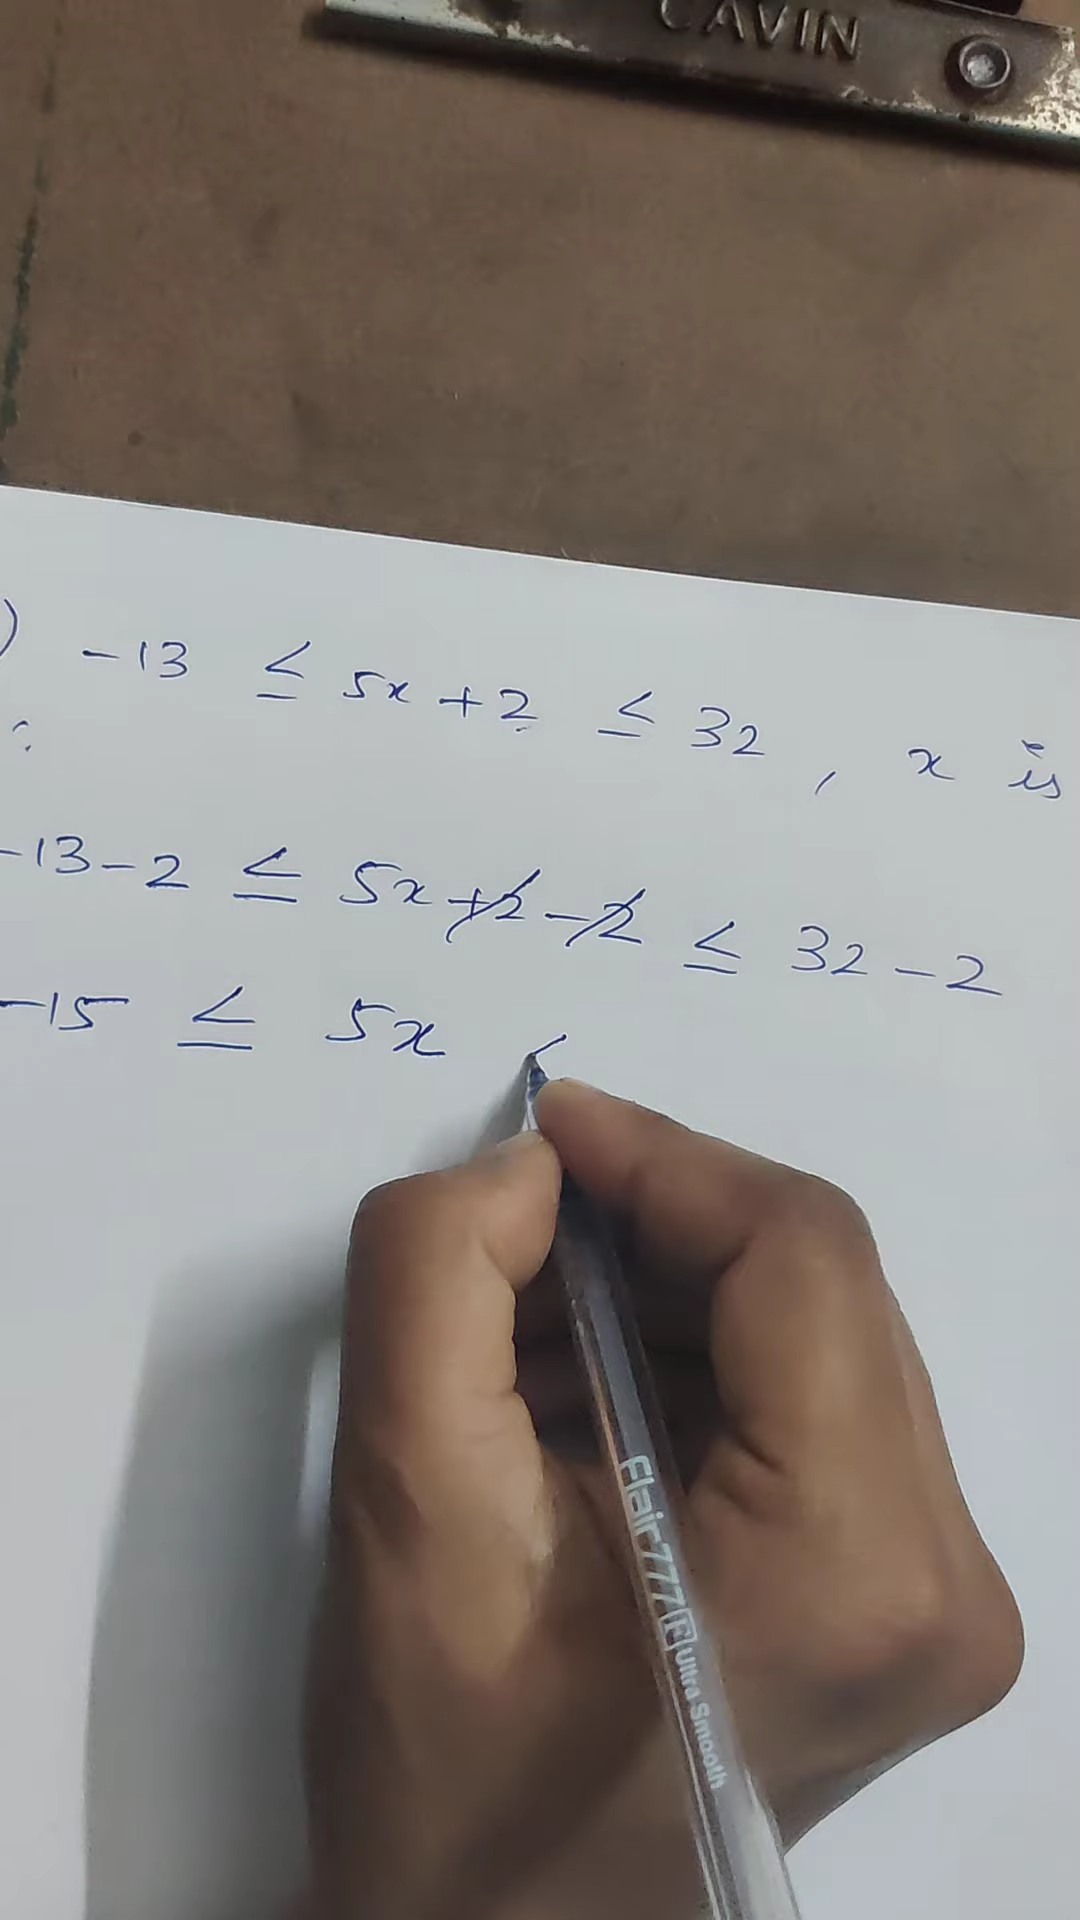 CAVIN
) -13 ≤ 5x + 2 ≤ 32 , x is
-13-2 ≤ 5x +2 -2 ≤ 32 - 2
-15 ≤ 5x <
Flair 777 F Ultra Smooth